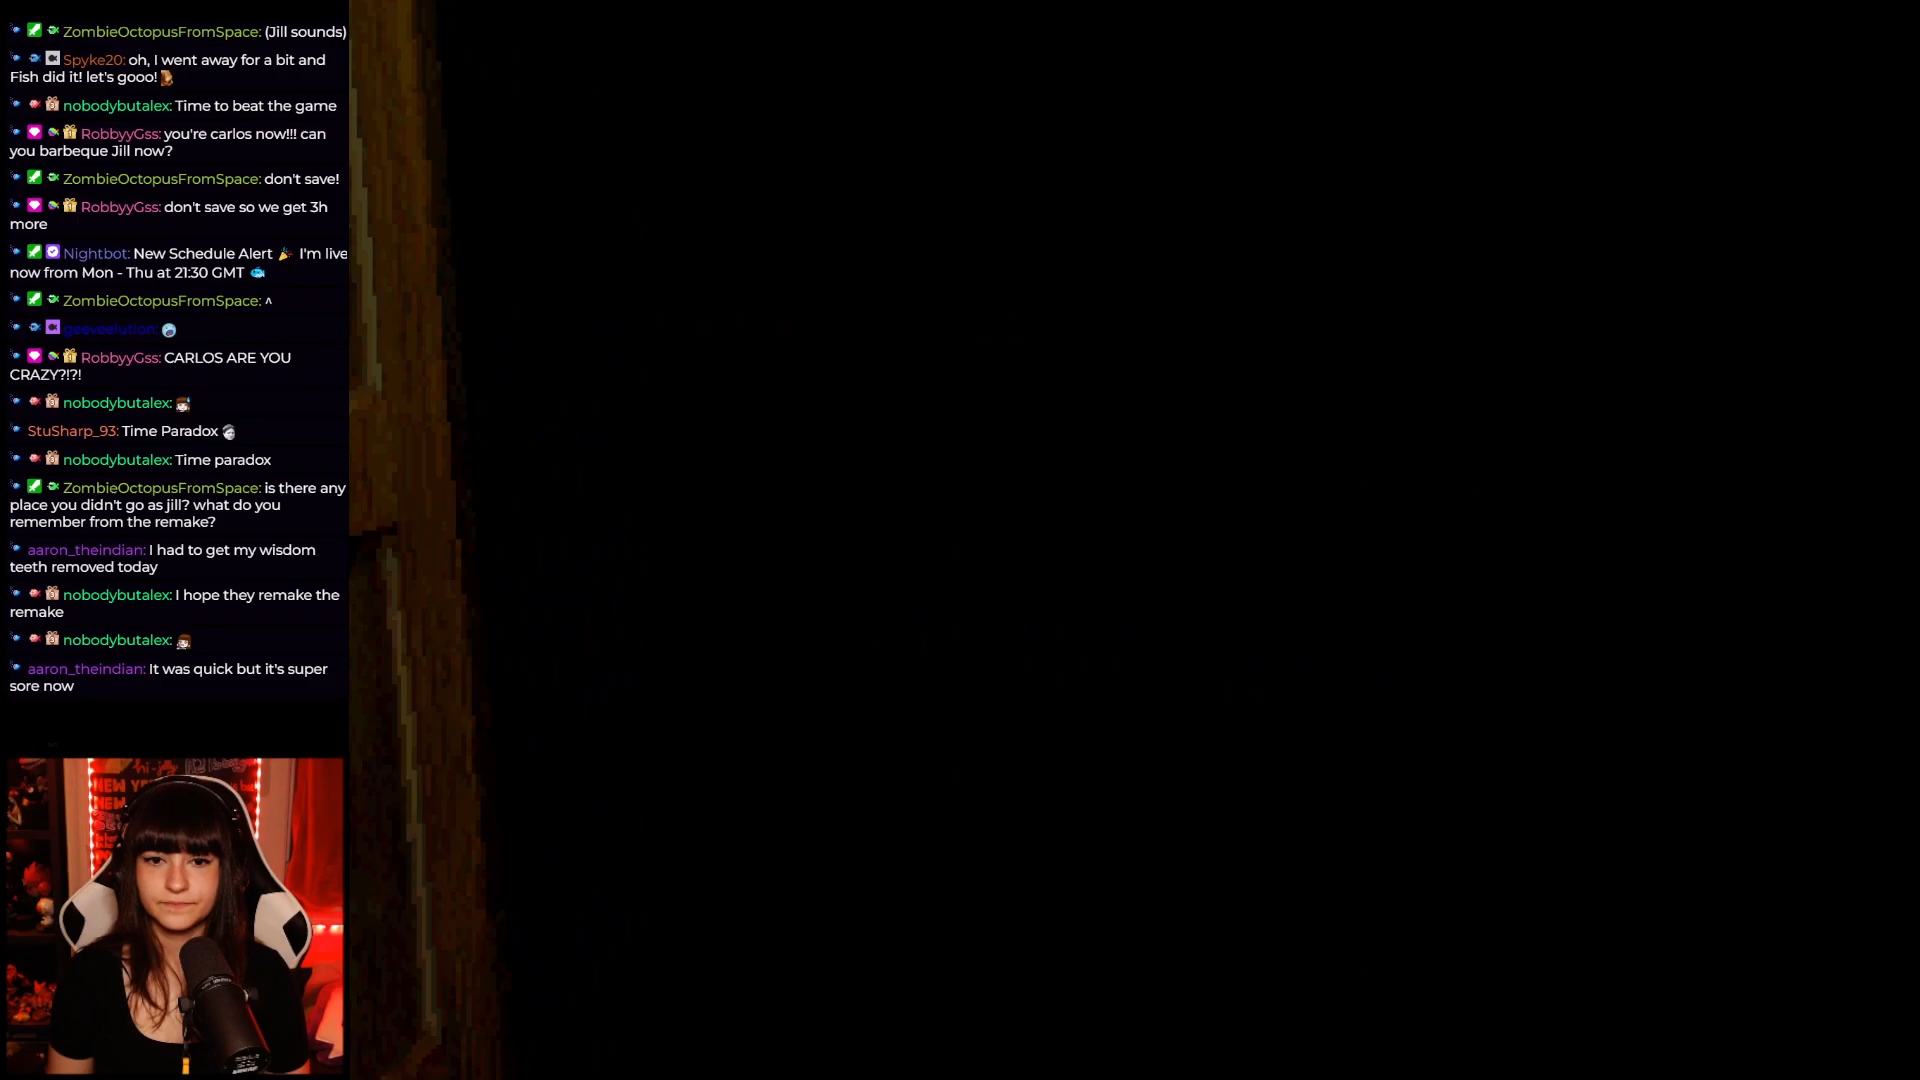 ZombieOctopusFromSpace: (Jill sounds)
Spyke20: oh, I went away for a bit and
Fish did it! let's gooo!
nobodybutalex: Time to beat the game
RobbyyGss: you're carlos now!!! can
you barbeque Jill now?
ZombieOctopusFromSpace: don't save!
RobbyyGss: don't save so we get 3h
more
Nightbot: New Schedule Alert 🎉 I'm live
now from Mon - Thu at 21:30 GMT 🐟
ZombieOctopusFromSpace: ^
geeveelution:
RobbyyGss: CARLOS ARE YOU
CRAZY?!?!
nobodybutalex:
StuSharp_93: Time Paradox
nobodybutalex: Time paradox
ZombieOctopusFromSpace: is there any
place you didn't go as jill? what do you
remember from the remake?
aaron_theindian: I had to get my wisdom
teeth removed today
nobodybutalex: I hope they remake the
remake
nobodybutalex:
aaron_theindian: It was quick but it's super
sore now
hi-
NEW
NEW